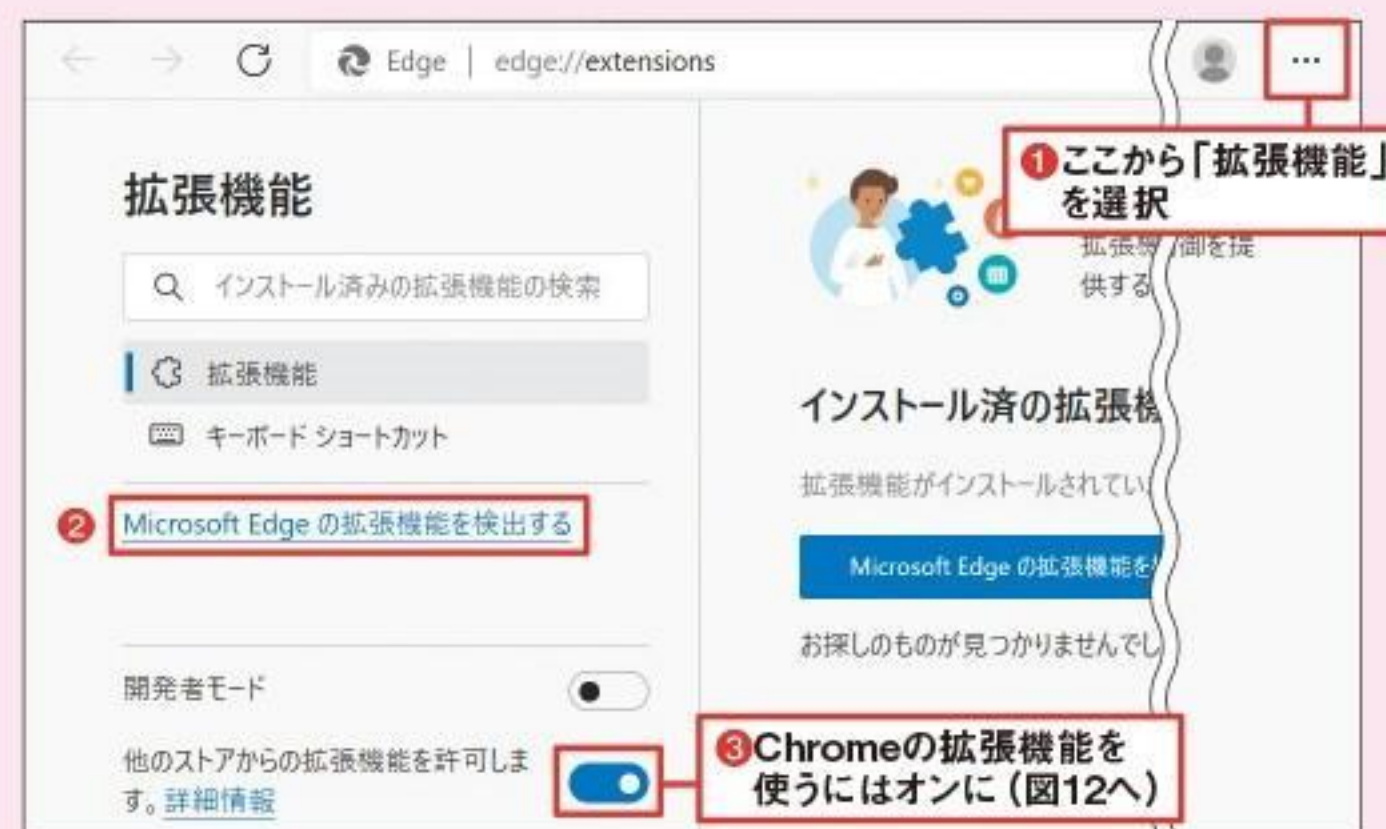 Edge | edge://extensions
…
❶ここから「拡張機能」
を選択
拡張機能
インストール済みの拡張機能の検索
拡張機能
キーボード ショートカット
❷ Microsoft Edge の拡張機能を検出する
開発者モード
他のストアからの拡張機能を許可しま
す。詳細情報
御を提
供する
インストール済の拡張機
拡張機能がインストールされてい
Microsoft Edge の拡張機能を
お探しのものが見つかりませんでし
❸Chromeの拡張機能を
使うにはオンに（図12へ）